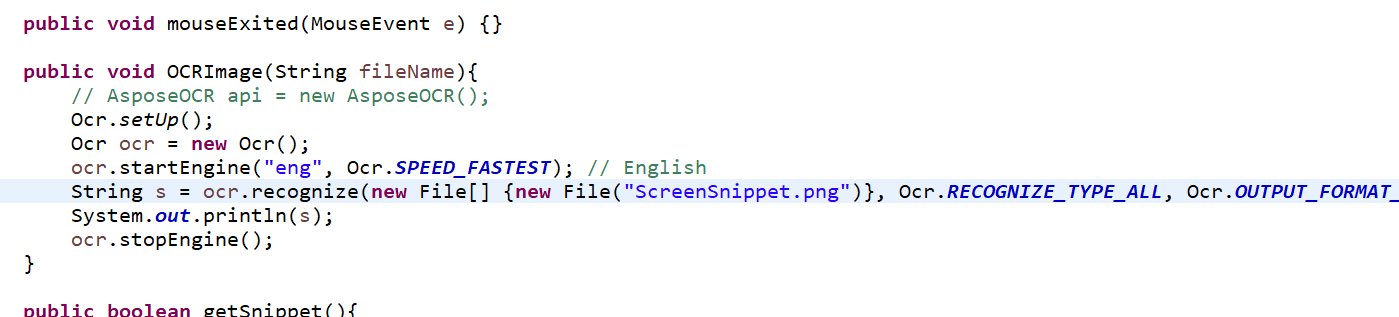 public void mouseExited(MouseEvent e) {}
public void OCRImage(String fileName){
// AsposeOCR api = new AsposeOCR();
Ocr.setUp();
Ocr ocr = new Ocr();
ocr.startEngine("eng", Ocr.SPEED_FASTEST); // English
String s = ocr.recognize(new File[] {new File("ScreenSnippet.png")}, Ocr.RECOGNIZE_TYPE_ALL, Ocr.OUTPUT_FORMAT_
System.out.println(s);
ocr.stopEngine();
}
public boolean getSnippet(){